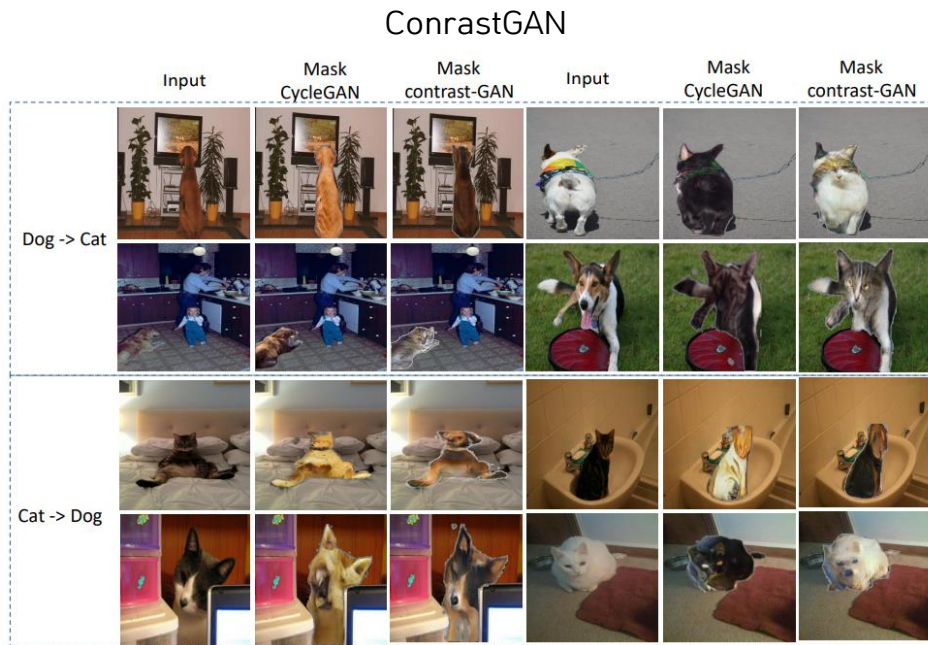 ConrastGAN
Input
Mask
CycleGAN
Mask
contrast-GAN
Input
Mask
CycleGAN
Mask
contrast-GAN
Dog -> Cat
Cat -> Dog